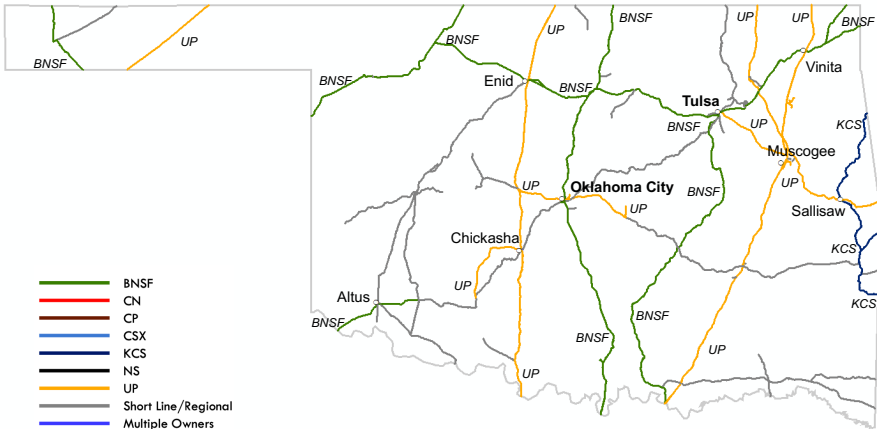 UP
BNSF
UP
UP
BNSF
UP
BNSF
BNSF
Vinita
BNSF
Enid
BNSF
Tulsa
BNSF
UP
KCS
Muscogee
UP
Oklahoma City
BNSF
UP
UP
Sallisaw
Chickasha
KCS
UP
Altus
KCS
BNSF
BNSF
BNSF
UP
UP
BNSF
CN
CP
CSX
KCS
NS
UP
Short Line/Regional
Multiple Owners